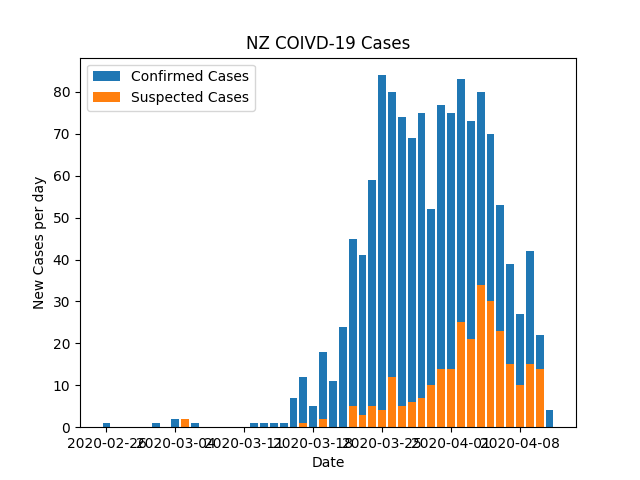 NZ COIVD-19 Cases
Confirmed Cases
Suspected Cases
New Cases per day
80
70
60
50
40
30
20
10
0
2020-02-26 2020-03-04 2020-03-11 2020-03-18 2020-03-25 2020-04-01 2020-04-08
Date